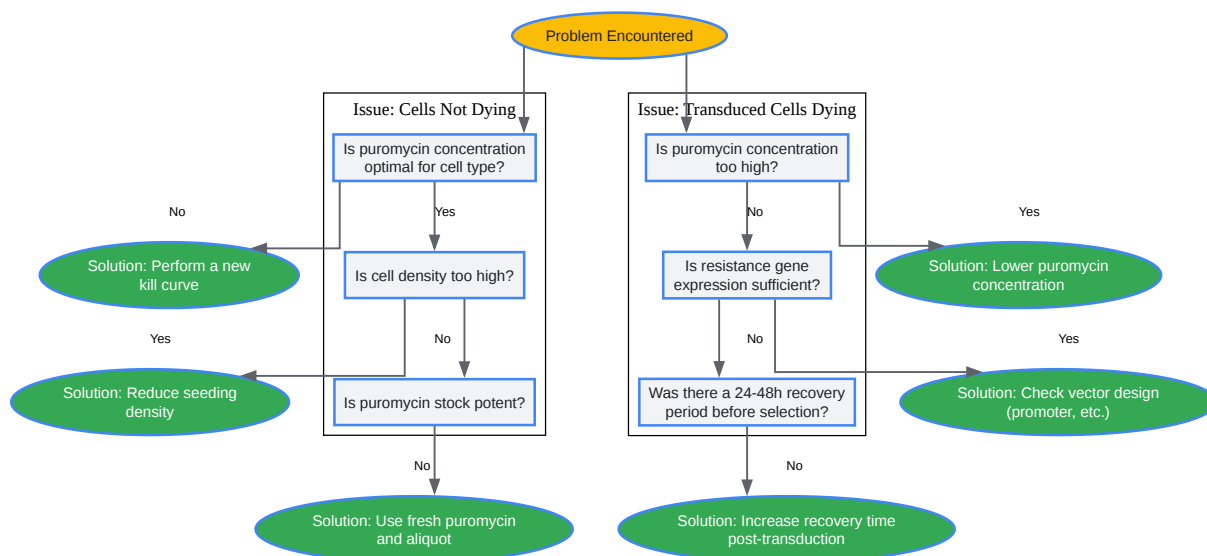 Problem Encountered
Issue: Cells Not Dying
Issue: Transduced Cells Dying
Is puromycin concentration
optimal for cell type?
Is puromycin concentration
too high?
No
Yes
No
Yes
Solution: Perform a new
kill curve
Is cell density too high?
Is resistance gene
expression sufficient?
Solution: Lower puromycin
concentration
Yes
No
No
Yes
Solution: Reduce seeding
density
Is puromycin stock potent?
Was there a 24-48h recovery
period before selection?
Solution: Check vector design
(promoter, etc.)
No
No
Solution: Use fresh puromycin
and aliquot
Solution: Increase recovery time
post-transduction